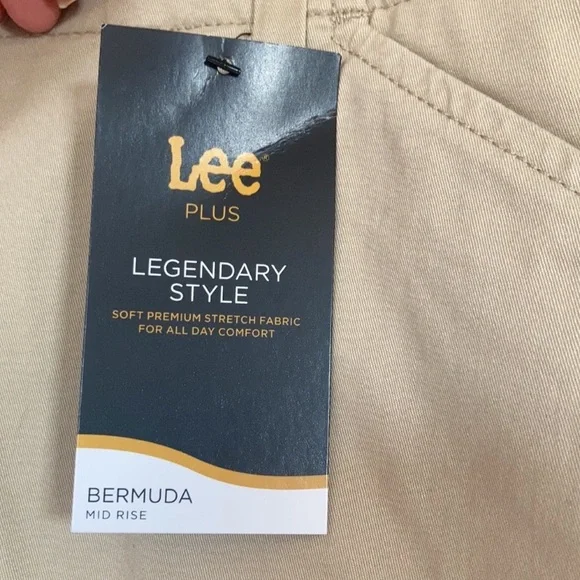 Lee®
PLUS
LEGENDARY
STYLE
SOFT PREMIUM STRETCH FABRIC
FOR ALL DAY COMFORT
BERMUDA
MID RISE